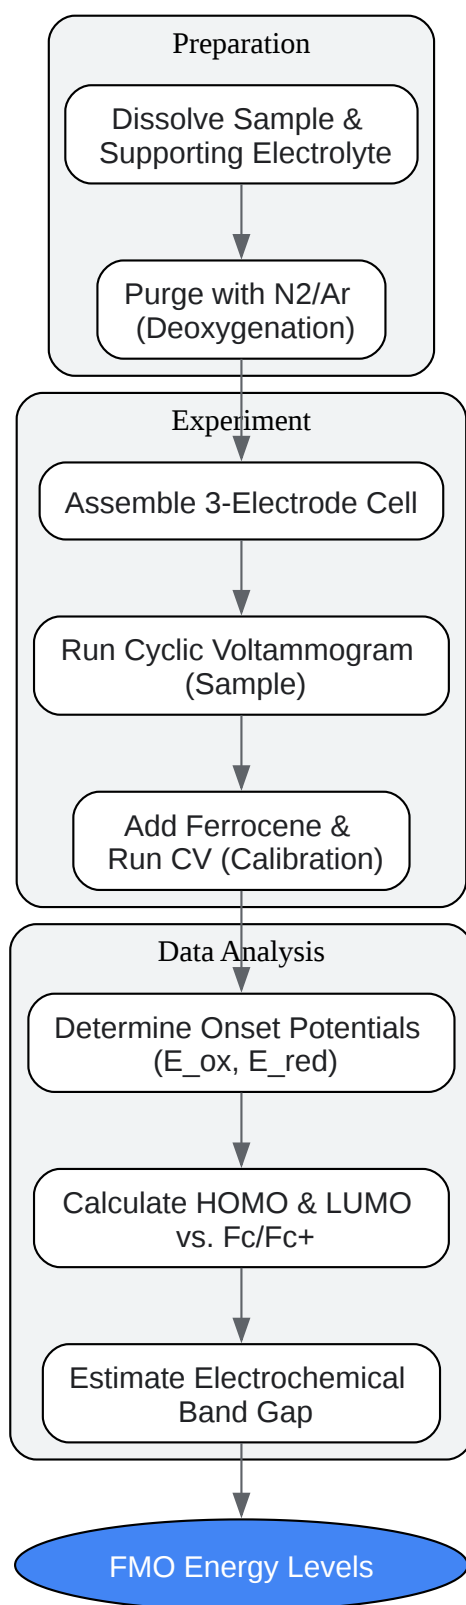 Preparation
Dissolve Sample &
Supporting Electrolyte
Purge with N2/Ar
(Deoxygenation)
Experiment
Assemble 3-Electrode Cell
Run Cyclic Voltammogram
(Sample)
Add Ferrocene &
Run CV (Calibration)
Data Analysis
Determine Onset Potentials
(E_ox, E_red)
Calculate HOMO & LUMO
vs. Fc/Fc+
Estimate Electrochemical
Band Gap
FMO Energy Levels